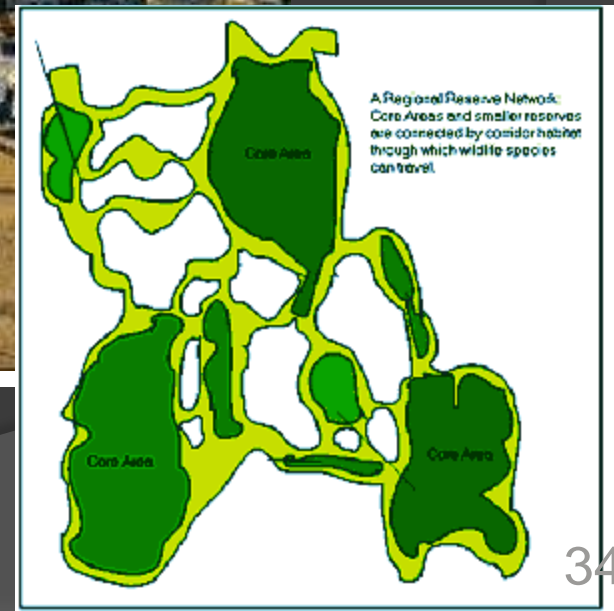 A Regional Reserve Network:
Core Areas and smaller reserves
are connected by corridor habitat
through which wildlife species
can travel.
Core Area
Core Area
Core Area
34